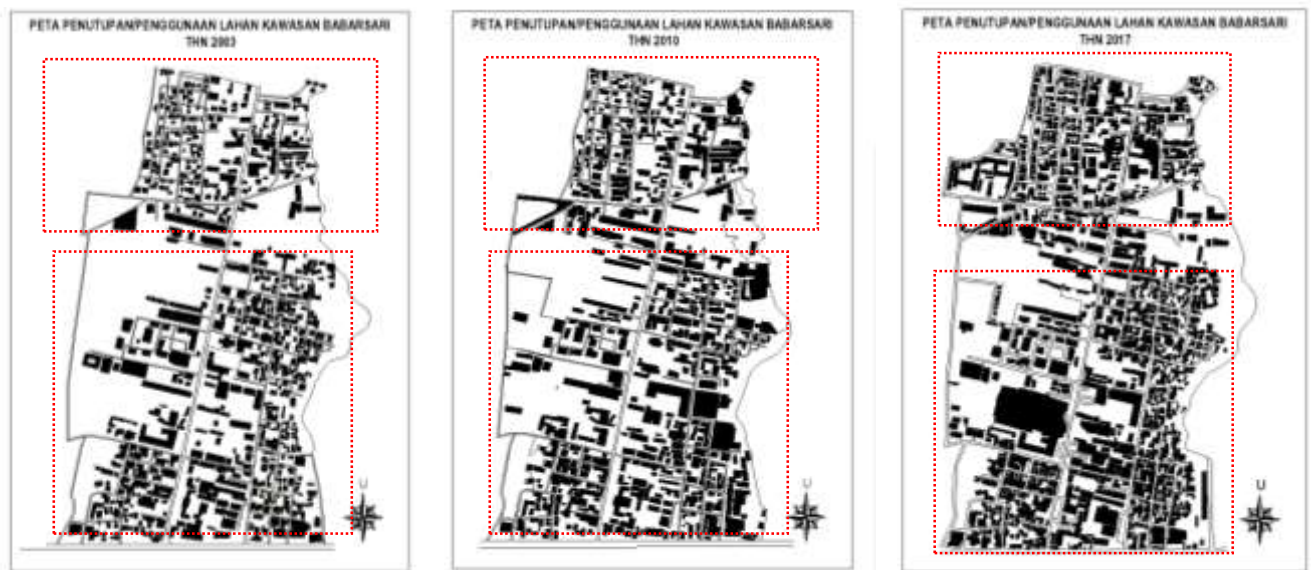 PETA PENUTUPAN/PENGGUNAAN LAHAN KAWASAN BABARSARI
THN 2003
U
PETA PENUTUPAN/PENGGUNAAN LAHAN KAWASAN BABARSARI
THN 2010
U
PETA PENUTUPAN/PENGGUNAAN LAHAN KAWASAN BABARSARI
THN 2017
U